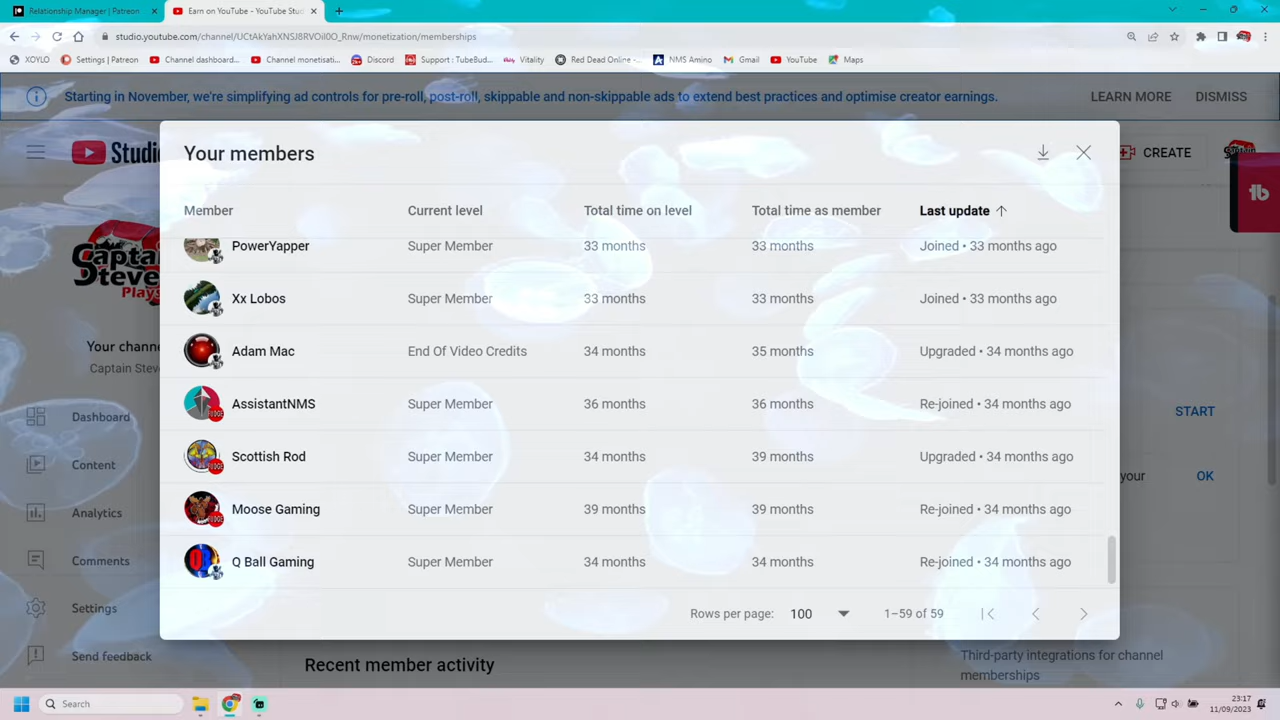 Relationship Manager | Patreon
Earn on YouTube - YouTube Stud
studio.youtube.com/channel/UCtAkYahXNSJ8RVOiI0O_Rnw/monetization/memberships
XOYLO
Settings | Patreon
Channel dashboard...
Channel monetisati...
Discord
Support : TubeBud...
Vitality
Red Dead Online -...
NMS Amino
Gmail
YouTube
Maps
Starting in November, we're simplifying ad controls for pre-roll, post-roll, skippable and non-skippable ads to extend best practices and optimise creator earnings.
LEARN MORE
DISMISS
Studio
CREATE
Your members
Member
Current level
Total time on level
Total time as member
Last update
PowerYapper
Super Member
33 months
33 months
Joined • 33 months ago
Xx Lobos
Super Member
33 months
33 months
Joined • 33 months ago
Adam Mac
End Of Video Credits
34 months
35 months
Upgraded • 34 months ago
AssistantNMS
Super Member
36 months
36 months
Re-joined • 34 months ago
Scottish Rod
Super Member
34 months
39 months
Upgraded • 34 months ago
Moose Gaming
Super Member
39 months
39 months
Re-joined • 34 months ago
Q Ball Gaming
Super Member
34 months
34 months
Re-joined • 34 months ago
Rows per page:
100
1–59 of 59
Captain
Steve
Plays
Your chann
Captain Steve
Dashboard
Content
Analytics
Comments
Settings
Send feedback
START
your
OK
tb
Recent member activity
Third-party integrations for channel
memberships
Search
23:17
11/09/2023